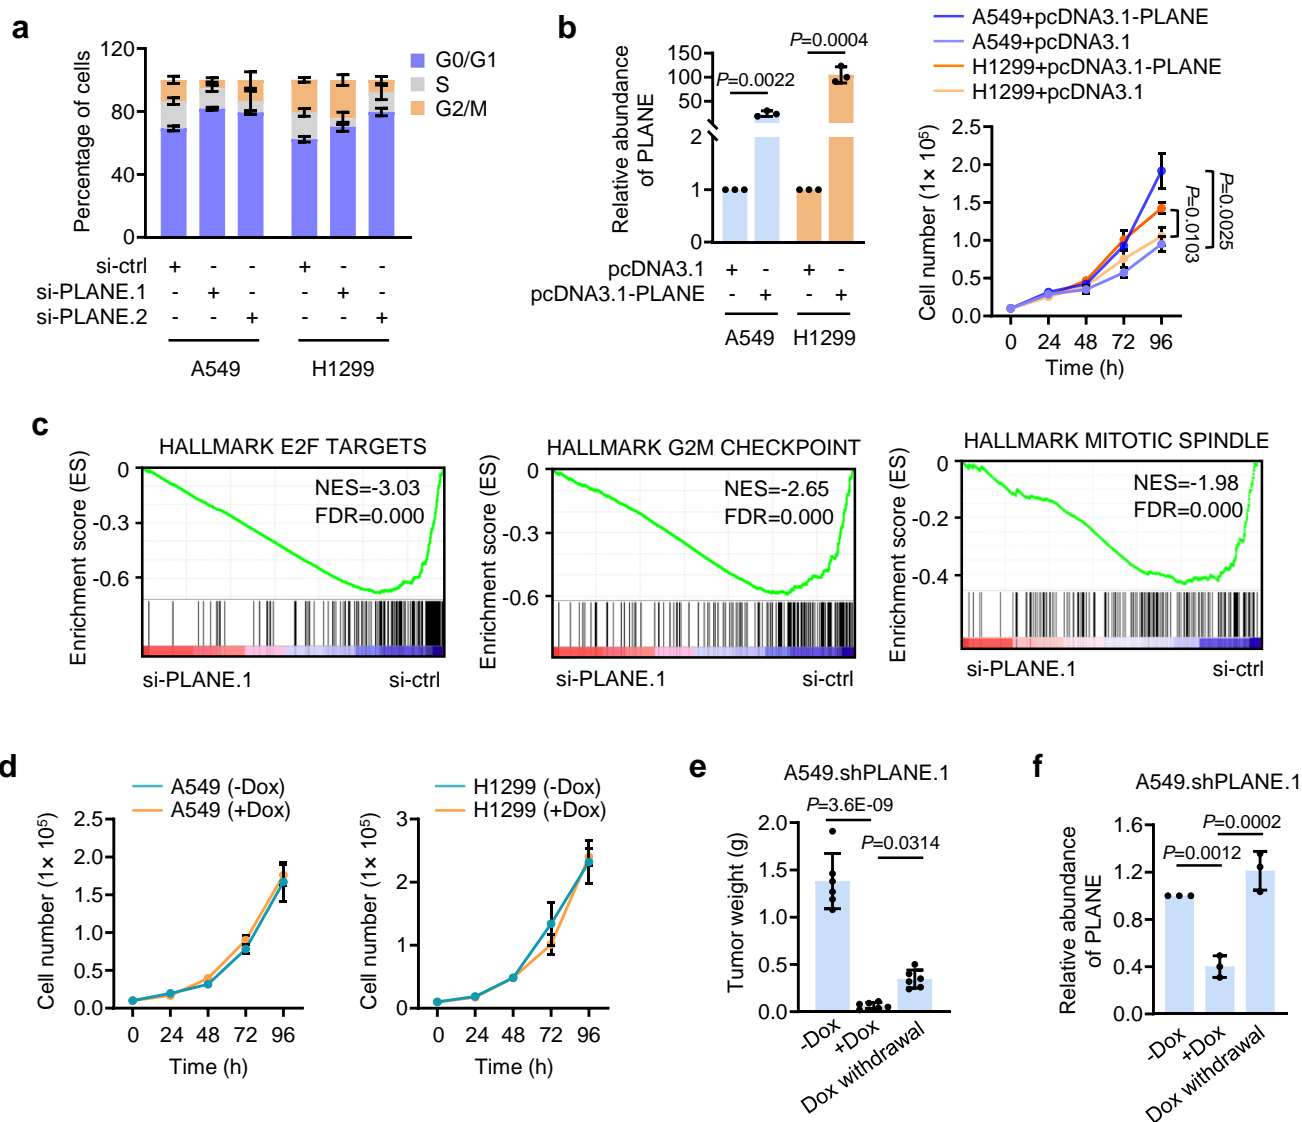 a
Percentage of cells
120
80
40
0
G0/G1
S
G2/M
si-ctrl + - - + - -
si-PLANE.1 - + - - + -
si-PLANE.2 - - + - - +
A549 H1299
b
Relative abundance
of PLANE
150
100
50
2
1
0
P=0.0022
P=0.0004
pcDNA3.1 + - + -
pcDNA3.1-PLANE - + - +
A549 H1299
A549+pcDNA3.1-PLANE
A549+pcDNA3.1
H1299+pcDNA3.1-PLANE
H1299+pcDNA3.1
Cell number (1× 10⁵)
2.5
2.0
1.5
1.0
0.5
0.0
0 24 48 72 96
Time (h)
P=0.0103
P=0.0025
c
HALLMARK E2F TARGETS
Enrichment score (ES)
0
-0.3
-0.6
NES=-3.03
FDR=0.000
si-PLANE.1 si-ctrl
HALLMARK G2M CHECKPOINT
Enrichment score (ES)
0
-0.3
-0.6
NES=-2.65
FDR=0.000
si-PLANE.1 si-ctrl
HALLMARK MITOTIC SPINDLE
Enrichment score (ES)
0
-0.2
-0.4
NES=-1.98
FDR=0.000
si-PLANE.1 si-ctrl
d
A549 (-Dox)
A549 (+Dox)
Cell number (1× 10⁵)
2.5
2.0
1.5
1.0
0.5
0.0
0 24 48 72 96
Time (h)
H1299 (-Dox)
H1299 (+Dox)
Cell number (1× 10⁵)
3
2
1
0
0 24 48 72 96
Time (h)
e
A549.shPLANE.1
P=3.6E-09
P=0.0314
Tumor weight (g)
2.0
1.5
1.0
0.5
0.0
-Dox
+Dox
Dox withdrawal
f
A549.shPLANE.1
P=0.0002
P=0.0012
Relative abundance
of PLANE
1.6
1.2
0.8
0.4
0.0
-Dox
+Dox
Dox withdrawal